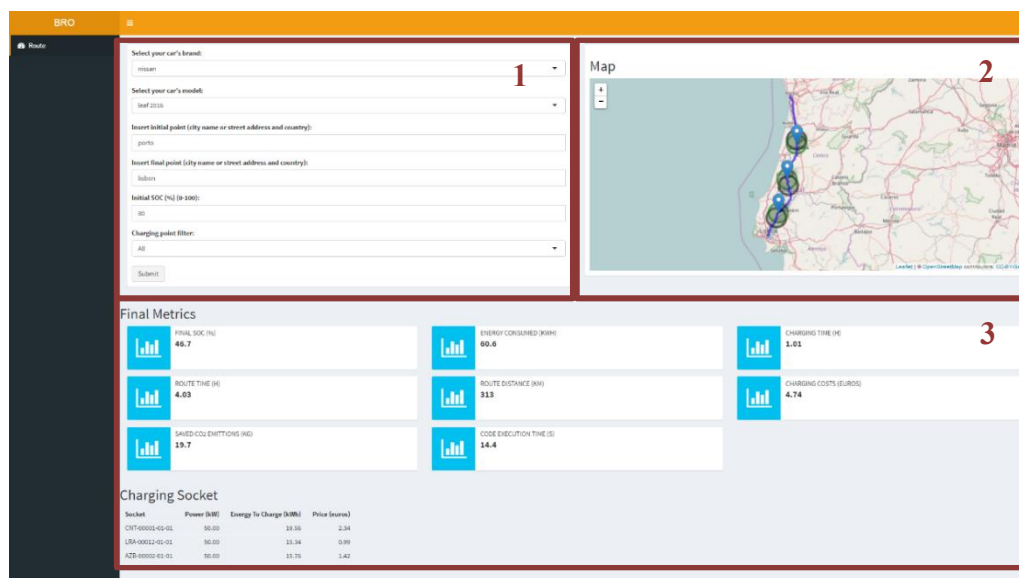 BRO
Route
Select your car's brand:
nissan
Select your car's model:
leaf 2016
Insert initial point (city name or street address and country):
porto
Insert final point (city name or street address and country):
lisbon
Initial SOC (%) (0-100):
80
Charging point filter:
All
Submit
1
Map
2
+
-
Leaflet | © OpenStreetMap contributors,
Final Metrics
3
FINAL SOC (%)
46.7
ENERGY CONSUMED (KWH)
60.6
CHARGING TIME (H)
1.01
ROUTE TIME (H)
4.03
ROUTE DISTANCE (KM)
313
CHARGING COSTS (EUROS)
4.74
SAVED CO2 EMITTIONS (KG)
19.7
CODE EXECUTION TIME (S)
14.4
Charging Socket
Socket Power (kW) Energy To Charge (kWh) Price (euros)
CNT-00001-01-01 50.00 2.34
LRA-00012-01-01 50.00 15.34 0.99
AZB-00002-01-01 50.00 15.76 1.42